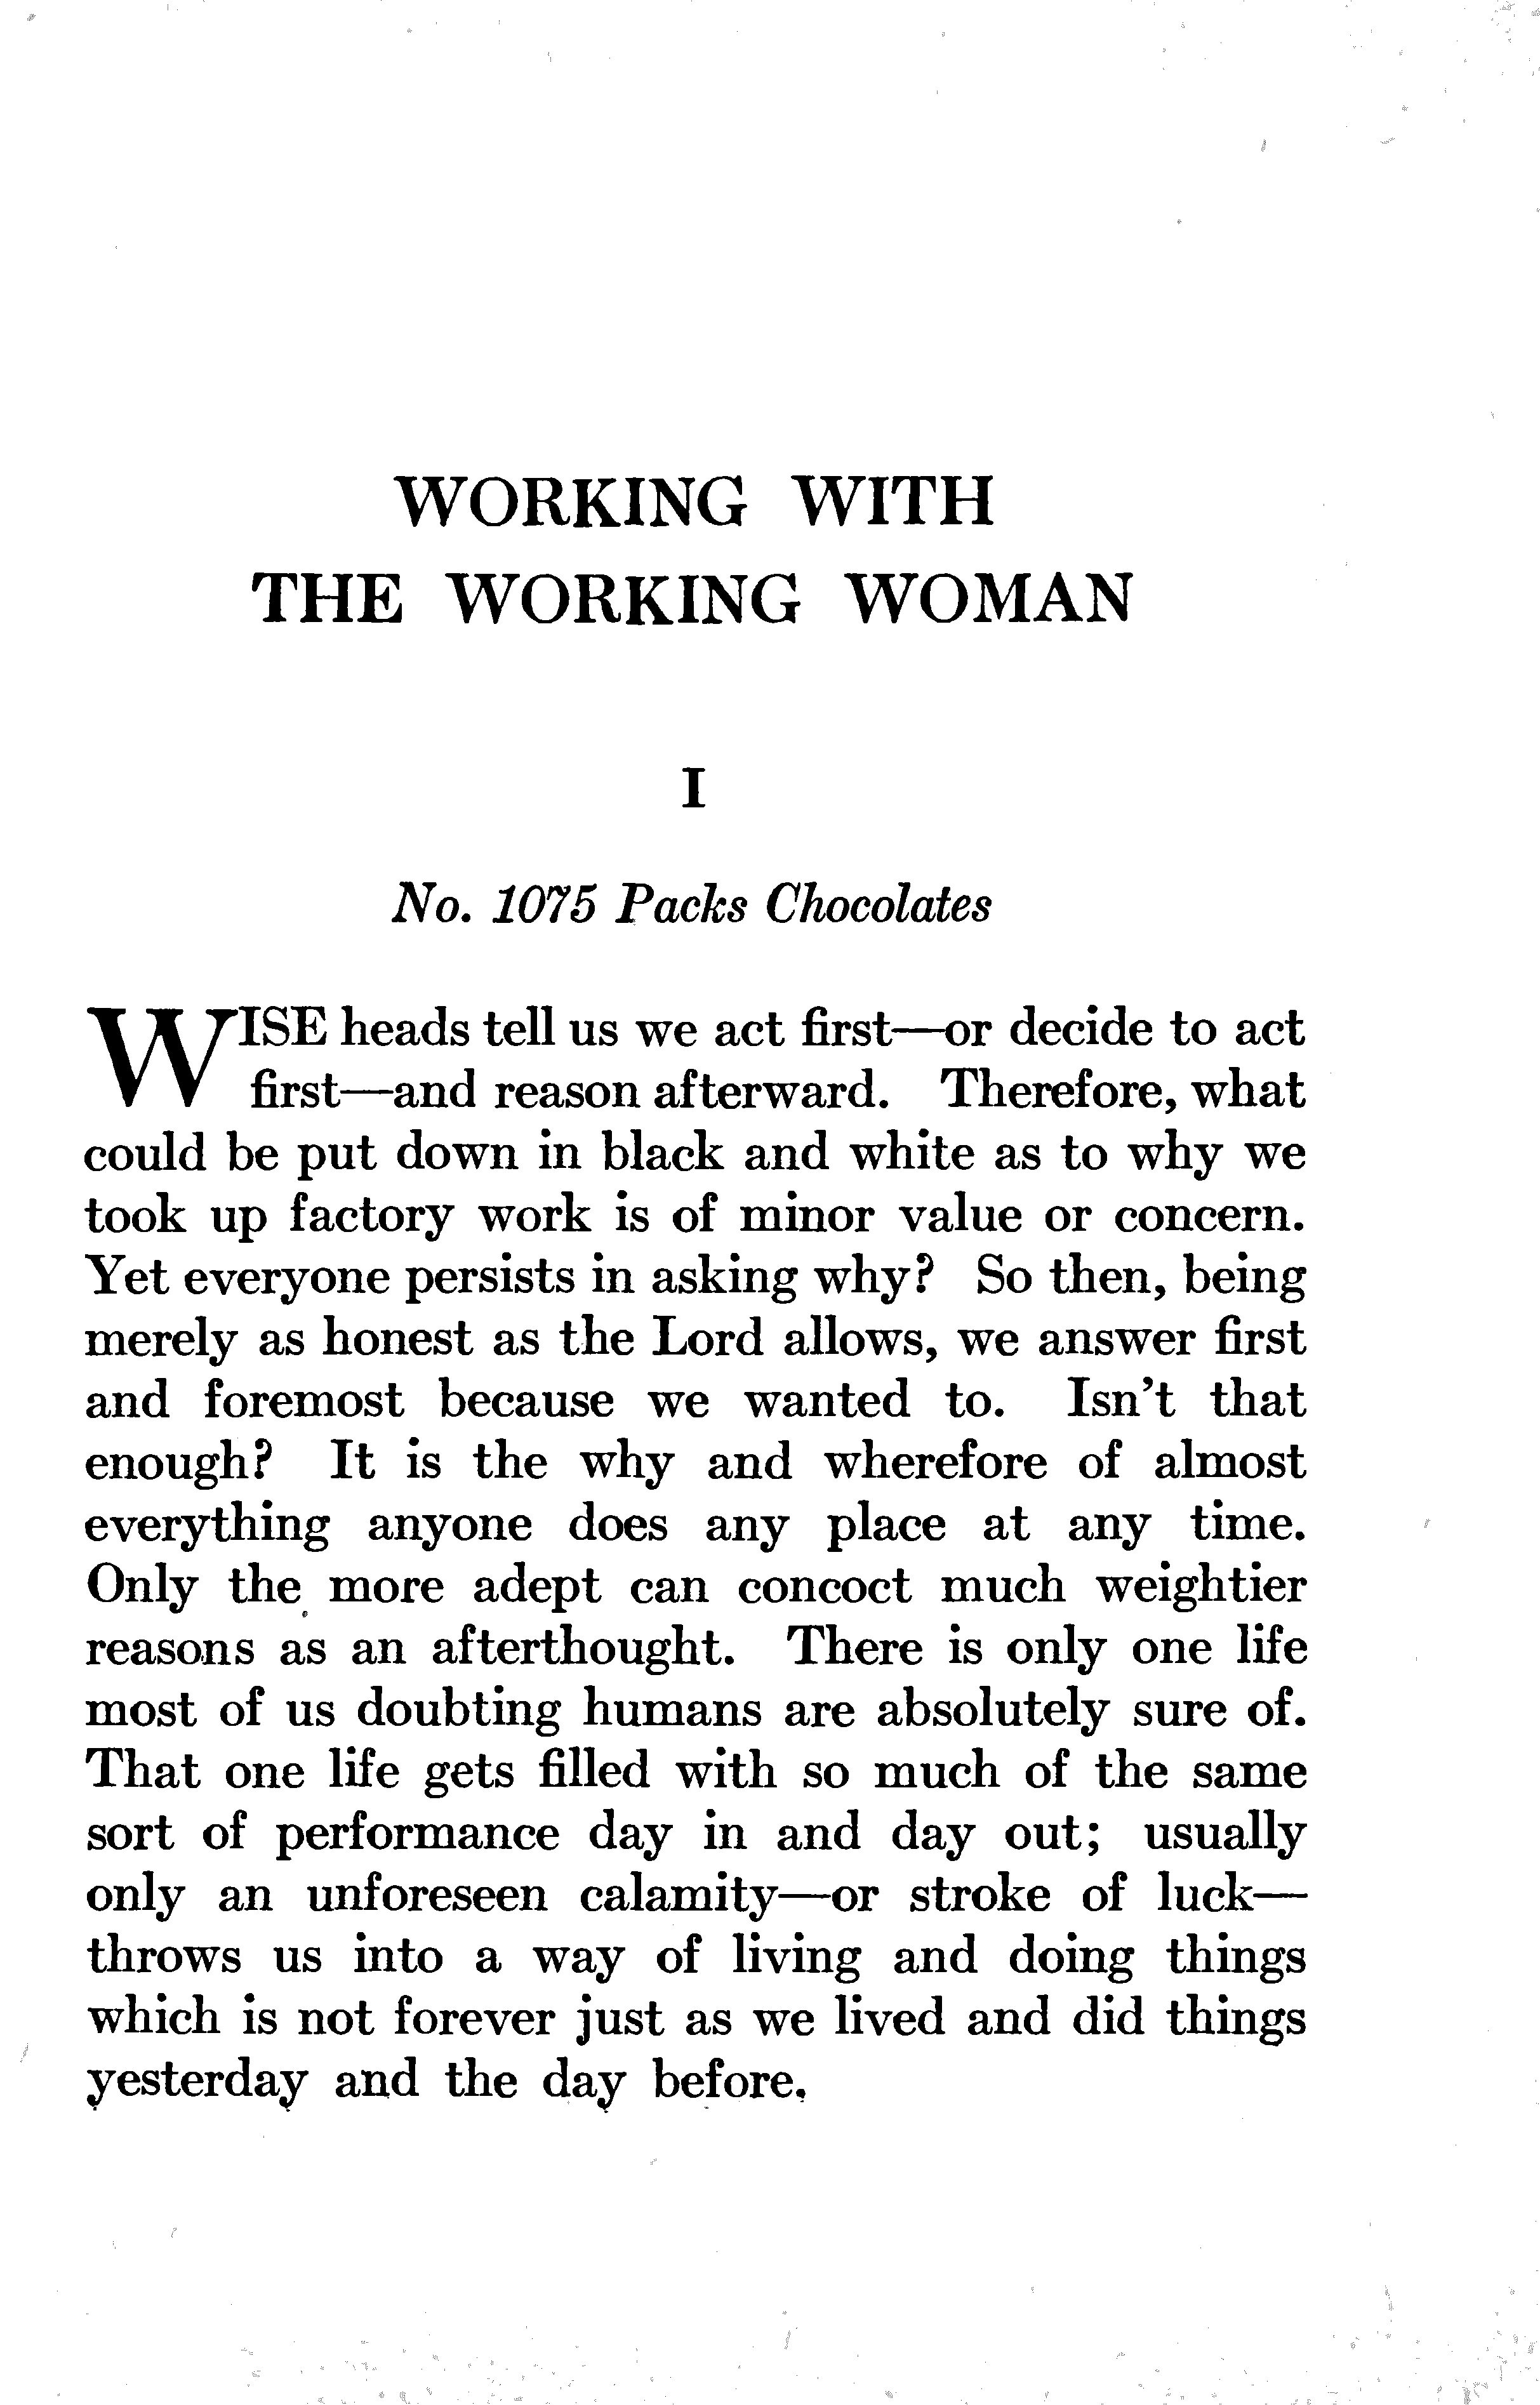 WORKING WITH
THE WORKING WOMAN
I
No. 1075 Packs Chocolates
WISE heads tell us we act first—or decide to act
first—and reason afterward. Therefore, what
could be put down in black and white as to why we
took up factory work is of minor value or concern.
Yet everyone persists in asking why? So then, being
merely as honest as the Lord allows, we answer first
and foremost because we wanted to. Isn't that
enough? It is the why and wherefore of almost
everything anyone does any place at any time.
Only the more adept can concoct much weightier
reasons as an afterthought. There is only one life
most of us doubting humans are absolutely sure of.
That one life gets filled with so much of the same
sort of performance day in and day out; usually
only an unforeseen calamity—or stroke of luck—
throws us into a way of living and doing things
which is not forever just as we lived and did things
yesterday and the day before.